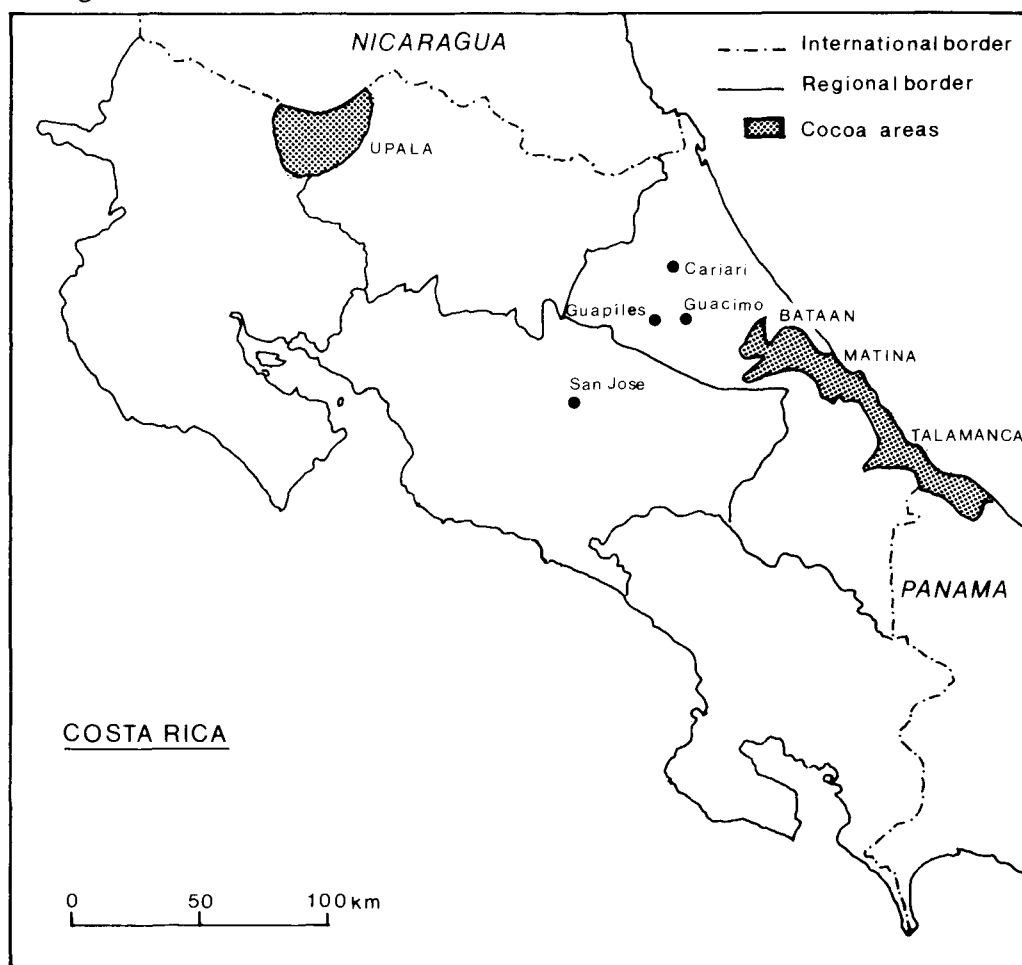 NICARAGUA
International border
Regional border
Cocoa areas
UPALA
Cariari
Guapiles
Guacimo
BATAAN
MATINA
San Jose
TALAMANCA
PANAMA
COSTA RICA
0 50 100 km